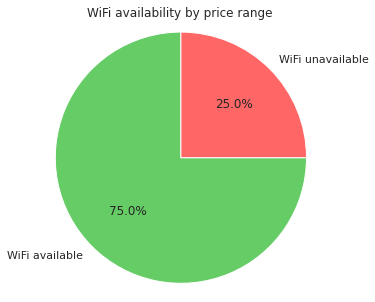 WiFi availability by price range
WiFi unavailable
25.0%
75.0%
WiFi available